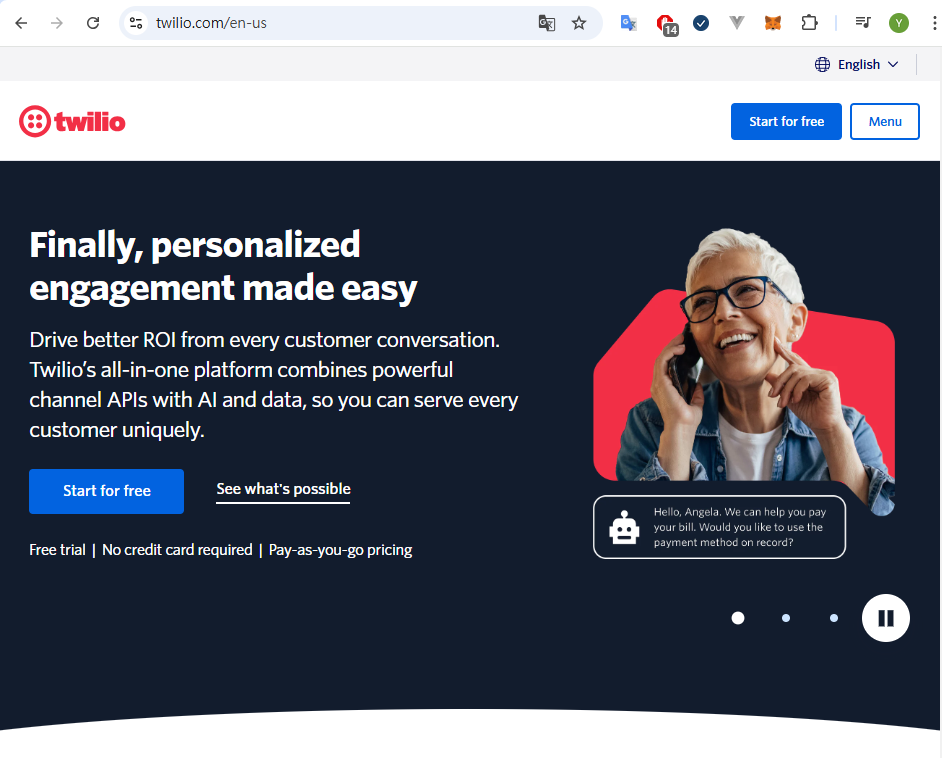 twilio.com/en-us
14
Y
English
twilio
Start for free
Menu
Finally, personalized
engagement made easy
Drive better ROI from every customer conversation.
Twilio’s all-in-one platform combines powerful
channel APIs with AI and data, so you can serve every
customer uniquely.
Start for free
See what's possible
Free trial | No credit card required | Pay-as-you-go pricing
Hello, Angela. We can help you pay
your bill. Would you like to use the
payment method on record?